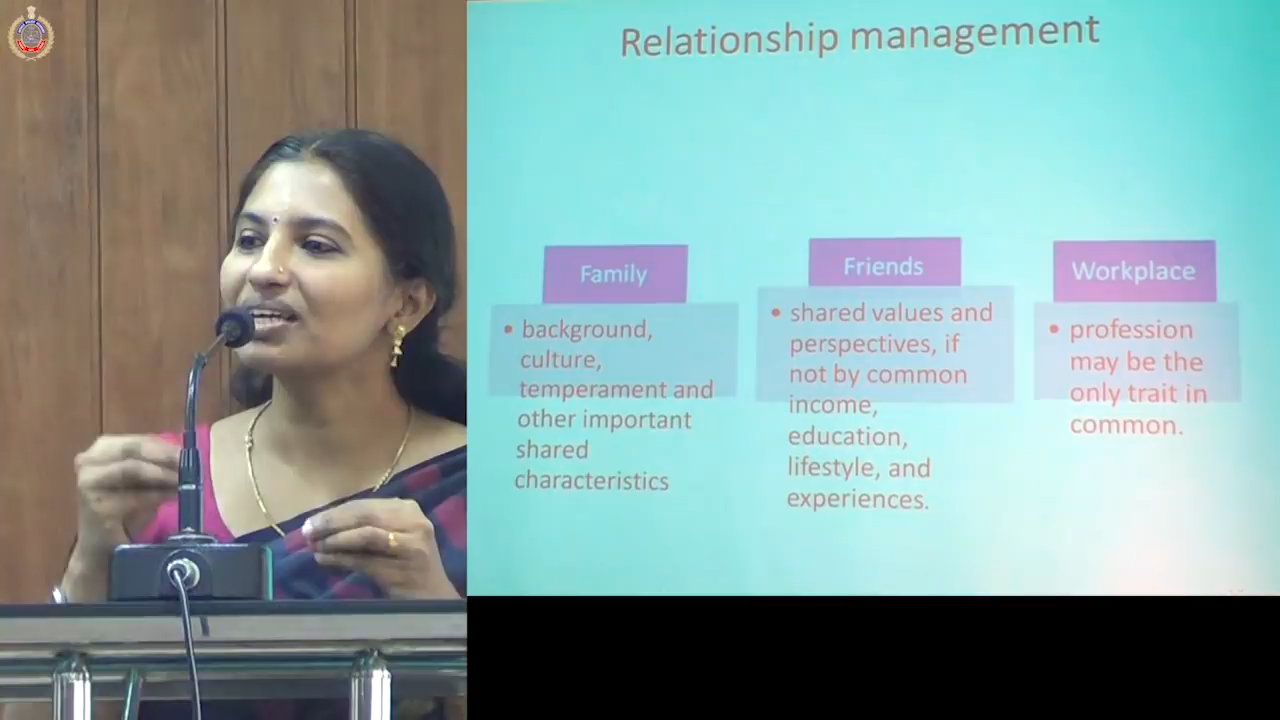 Relationship management
Family
• background,
culture,
temperament and
other important
shared
characteristics
Friends
• shared values and
perspectives, if
not by common
income,
education,
lifestyle, and
experiences.
Workplace
• profession
may be the
only trait in
common.